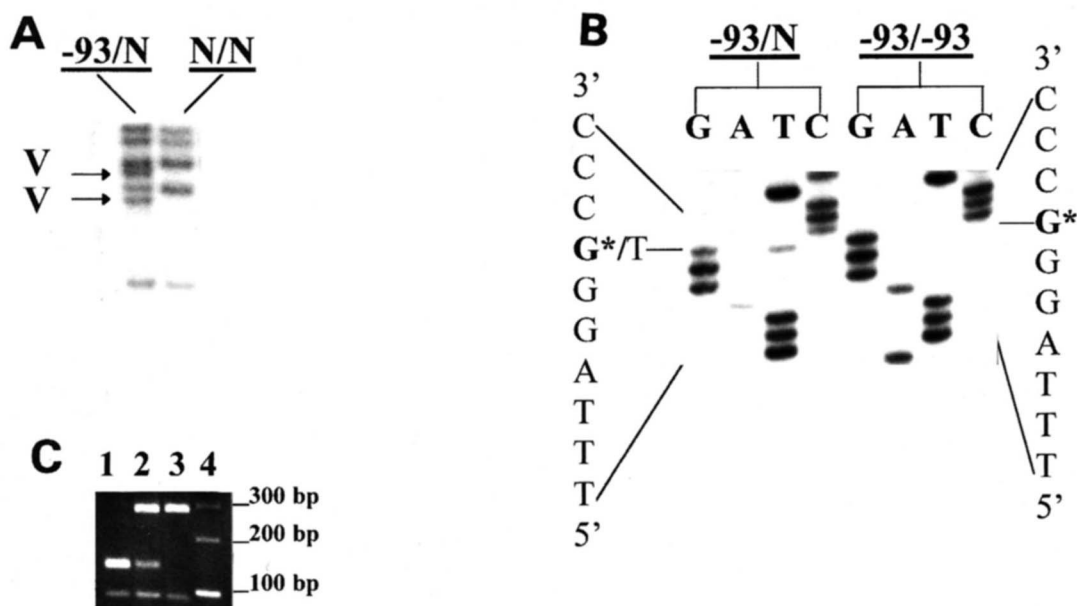 A
-93/N N/N
V
V
B
-93/N -93/-93
G A T C G A T C
3’
C
C
C
G*/T
G
G
A
T
T
T
5’
3’
C
C
C
G*
G
G
A
T
T
T
5’
C
1 2 3 4
300 bp
200 bp
100 bp